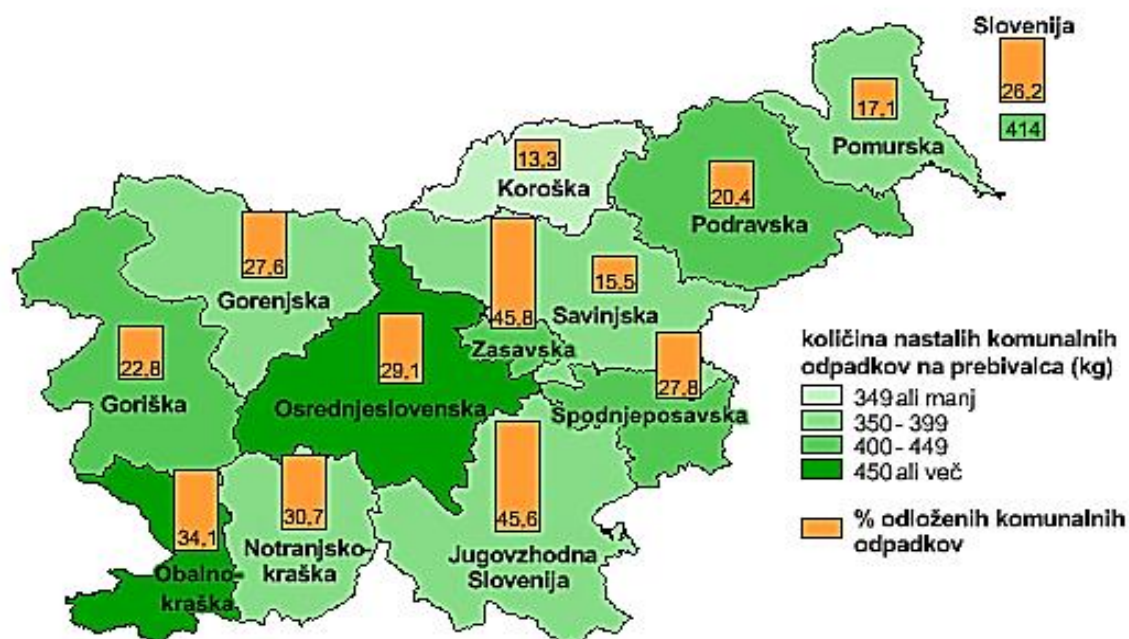 Slovenija
26,2
414
17,1
Pomurska
13,3
Koroška
20,4
Podravska
27,6
Gorenjska
45,8
Zasavska
15,5
Savinjska
22,8
Goriška
29,1
Osrednjeslovenska
27,8
Spodnjeposavska
34,1
Obalno-
kraška
30,7
Notranjsko-
kraška
45,6
Jugovzhodna
Slovenija
količina nastalih komunalnih
odpadkov na prebivalca (kg)
349 ali manj
350 - 399
400 - 449
450 ali več
% odloženih komunalnih
odpadkov